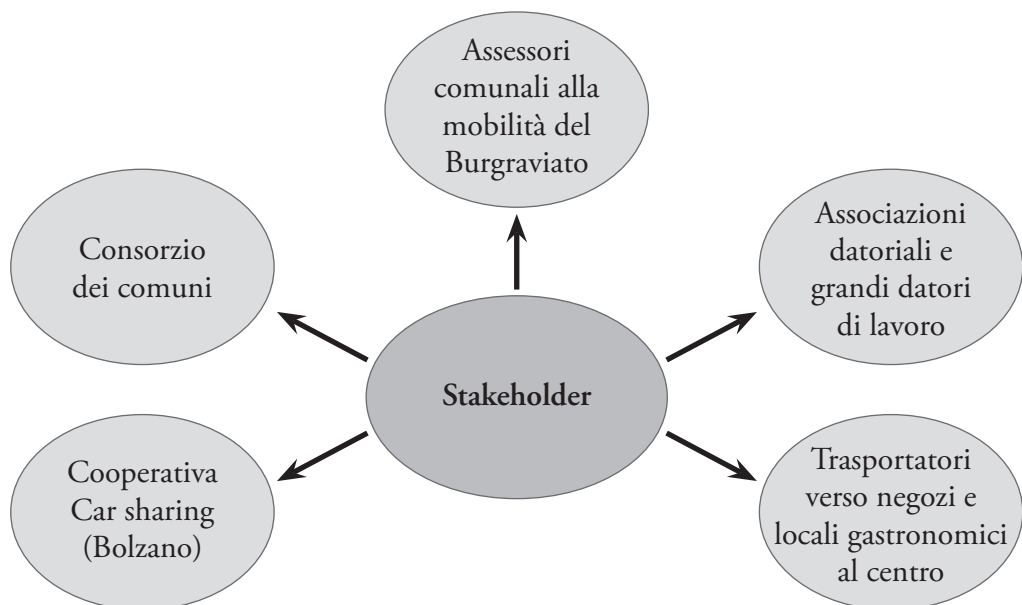 Assessori
comunali alla
mobilità del
Burgraviato
Consorzio
dei comuni
Associazioni
datoriali e
grandi datori
di lavoro
Stakeholder
Cooperativa
Car sharing
(Bolzano)
Trasportatori
verso negozi e
locali gastronomici
al centro